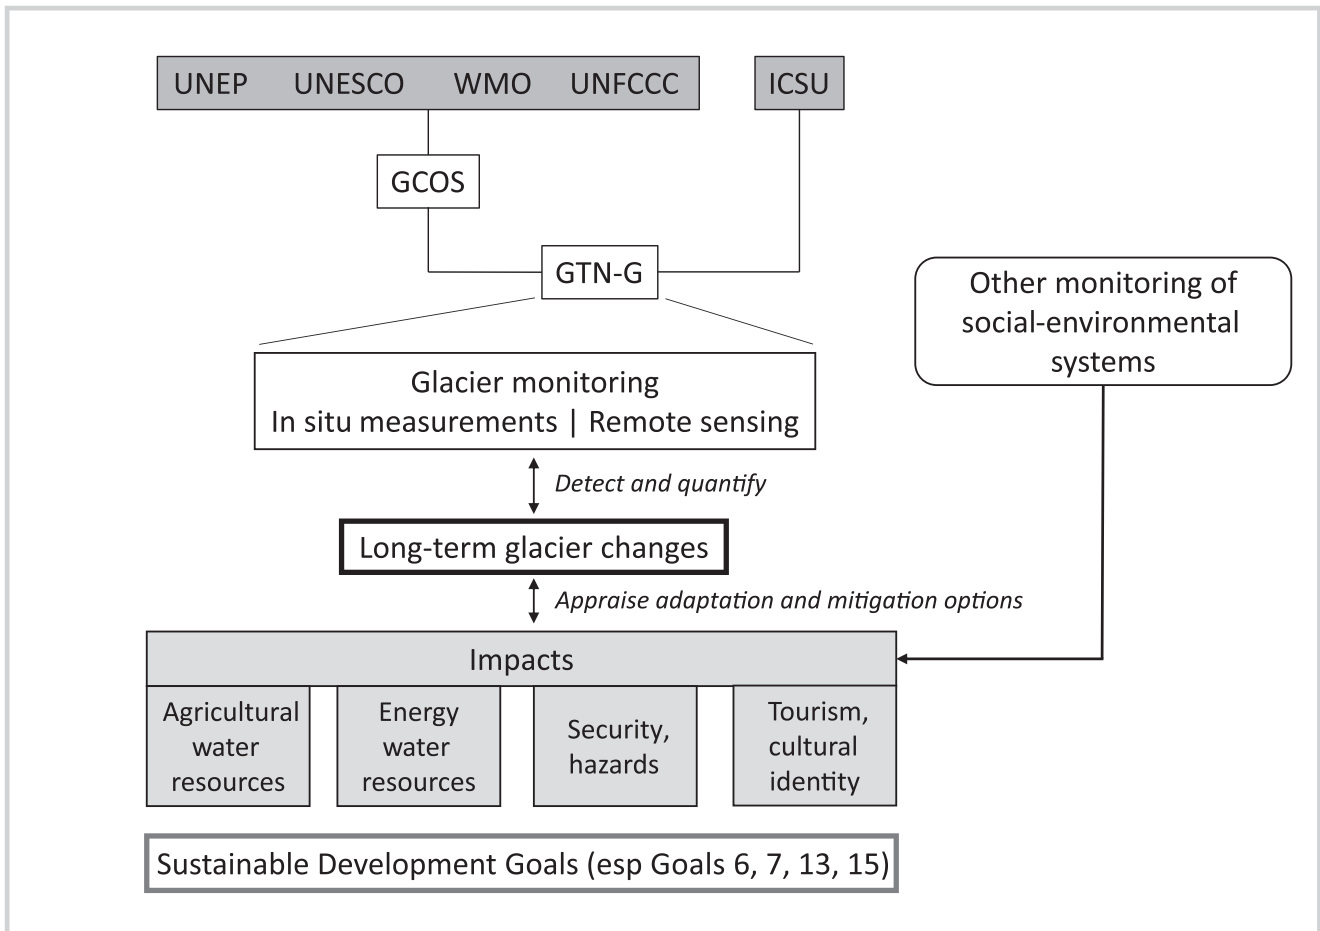 UNEP UNESCO WMO UNFCCC
ICSU
GCOS
GTN-G
Other monitoring of
social-environmental
systems
Glacier monitoring
In situ measurements | Remote sensing
Detect and quantify
Long-term glacier changes
Appraise adaptation and mitigation options
Impacts
Agricultural
water
resources
Energy
water
resources
Security,
hazards
Tourism,
cultural
identity
Sustainable Development Goals (esp Goals 6, 7, 13, 15)